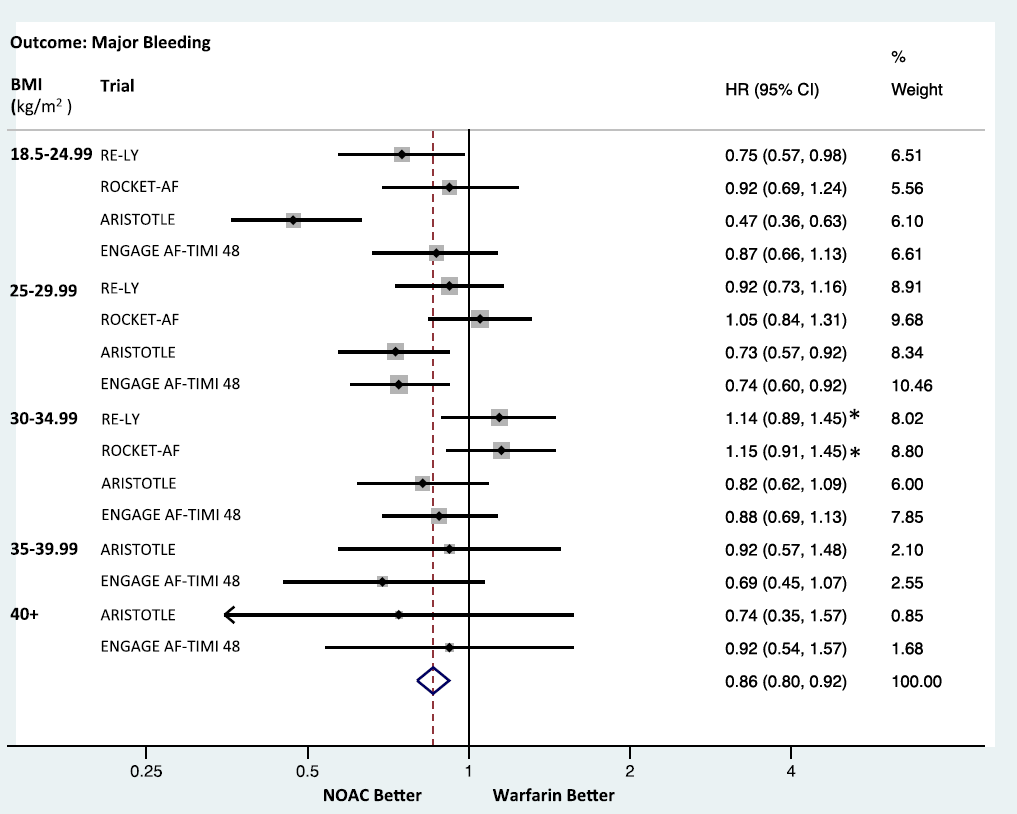 Outcome: Major Bleeding
%
BMI Trial HR (95% CI) Weight
(kg/m²)
18.5-24.99 RE-LY 0.75 (0.57, 0.98) 6.51
ROCKET-AF 0.92 (0.69, 1.24) 5.56
ARISTOTLE 0.47 (0.36, 0.63) 6.10
ENGAGE AF-TIMI 48 0.87 (0.66, 1.13) 6.61
25-29.99 RE-LY 0.92 (0.73, 1.16) 8.91
ROCKET-AF 1.05 (0.84, 1.31) 9.68
ARISTOTLE 0.73 (0.57, 0.92) 8.34
ENGAGE AF-TIMI 48 0.74 (0.60, 0.92) 10.46
30-34.99 RE-LY 1.14 (0.89, 1.45)* 8.02
ROCKET-AF 1.15 (0.91, 1.45)* 8.80
ARISTOTLE 0.82 (0.62, 1.09) 6.00
ENGAGE AF-TIMI 48 0.88 (0.69, 1.13) 7.85
35-39.99 ARISTOTLE 0.92 (0.57, 1.48) 2.10
ENGAGE AF-TIMI 48 0.69 (0.45, 1.07) 2.55
40+ ARISTOTLE 0.74 (0.35, 1.57) 0.85
ENGAGE AF-TIMI 48 0.92 (0.54, 1.57) 1.68
0.86 (0.80, 0.92) 100.00
0.25 0.5 1 2 4
NOAC Better Warfarin Better